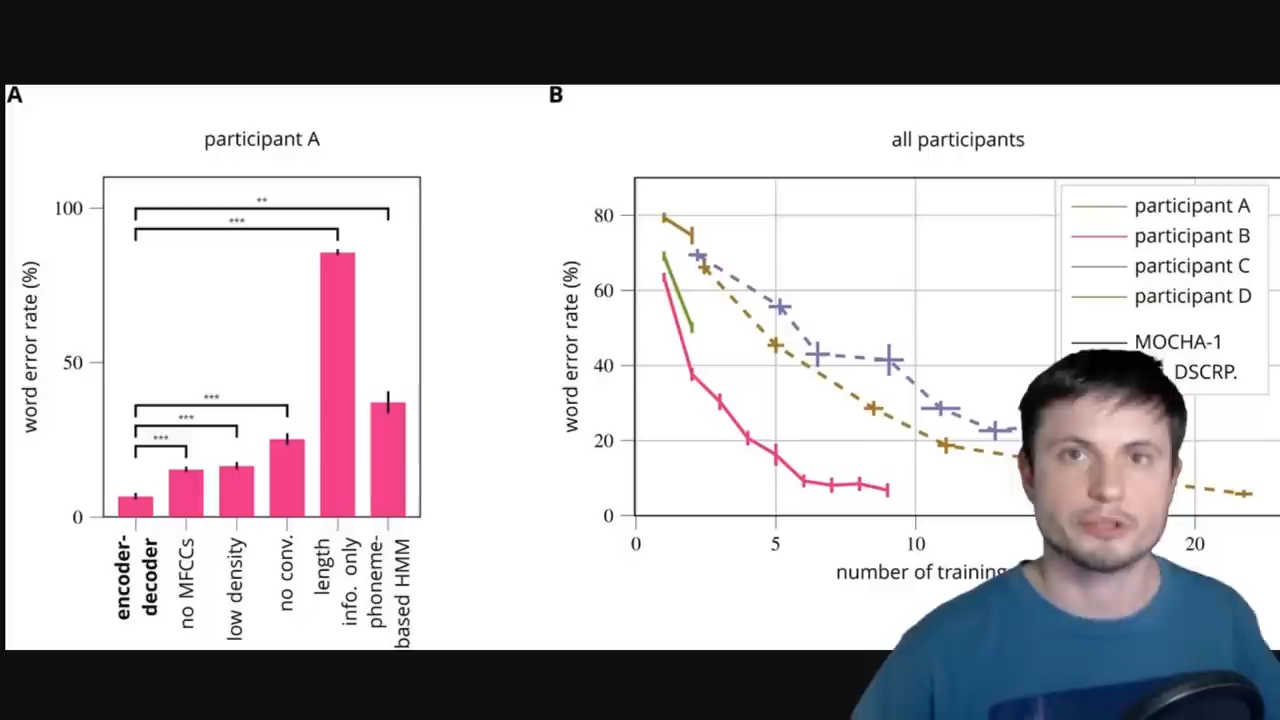 A
participant A
word error rate (%)
100
50
0
**
***
***
***
***
encoder-
decoder
no MFCCs
low density
no conv.
length
info. only
phoneme-
based HMM
B
all participants
word error rate (%)
80
60
40
20
0
0
5
10
20
number of training
participant A
participant B
participant C
participant D
MOCHA-1
DSCRP.